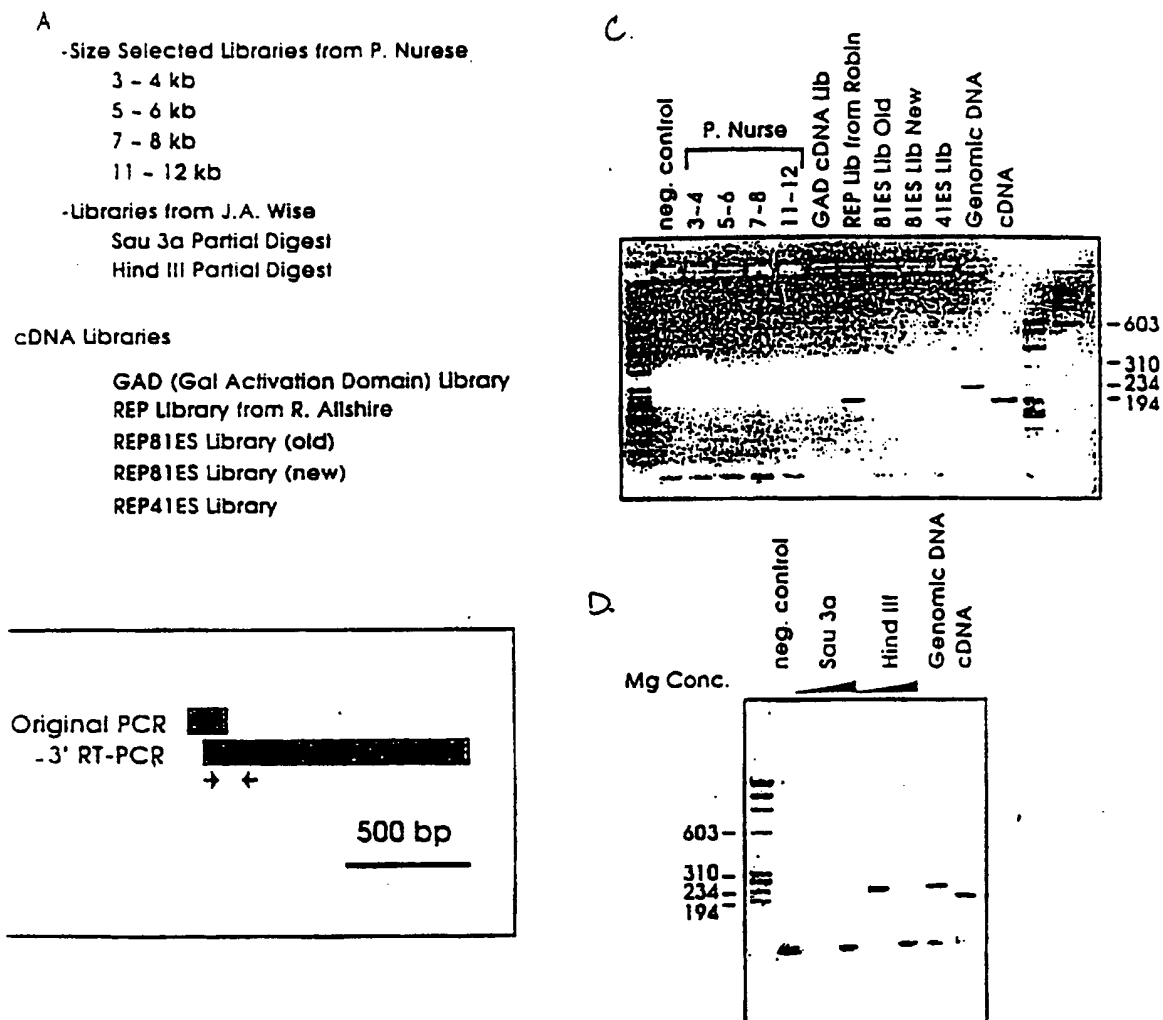 A
-Size Selected Libraries from P. Nurese
3 - 4 kb
5 - 6 kb
7 - 8 kb
11 - 12 kb
-Libraries from J.A. Wise
Sau 3a Partial Digest
Hind III Partial Digest
cDNA Libraries
GAD (Gal Activation Domain) Library
REP Library from R. Allshire
REP81ES Library (old)
REP81ES Library (new)
REP41ES Library
Original PCR
-3' RT-PCR
500 bp
C.
P. Nurse
neg. control
3-4
5-6
7-8
11-12
GAD cDNA Lib
REP Lib from Robin
81ES Lib Old
81ES Lib New
41ES Lib
Genomic DNA
cDNA
-603
-310
-234
-194
D.
Mg Conc.
neg. control
Sau 3a
Hind III
Genomic DNA
cDNA
603-
310-
234-
194-